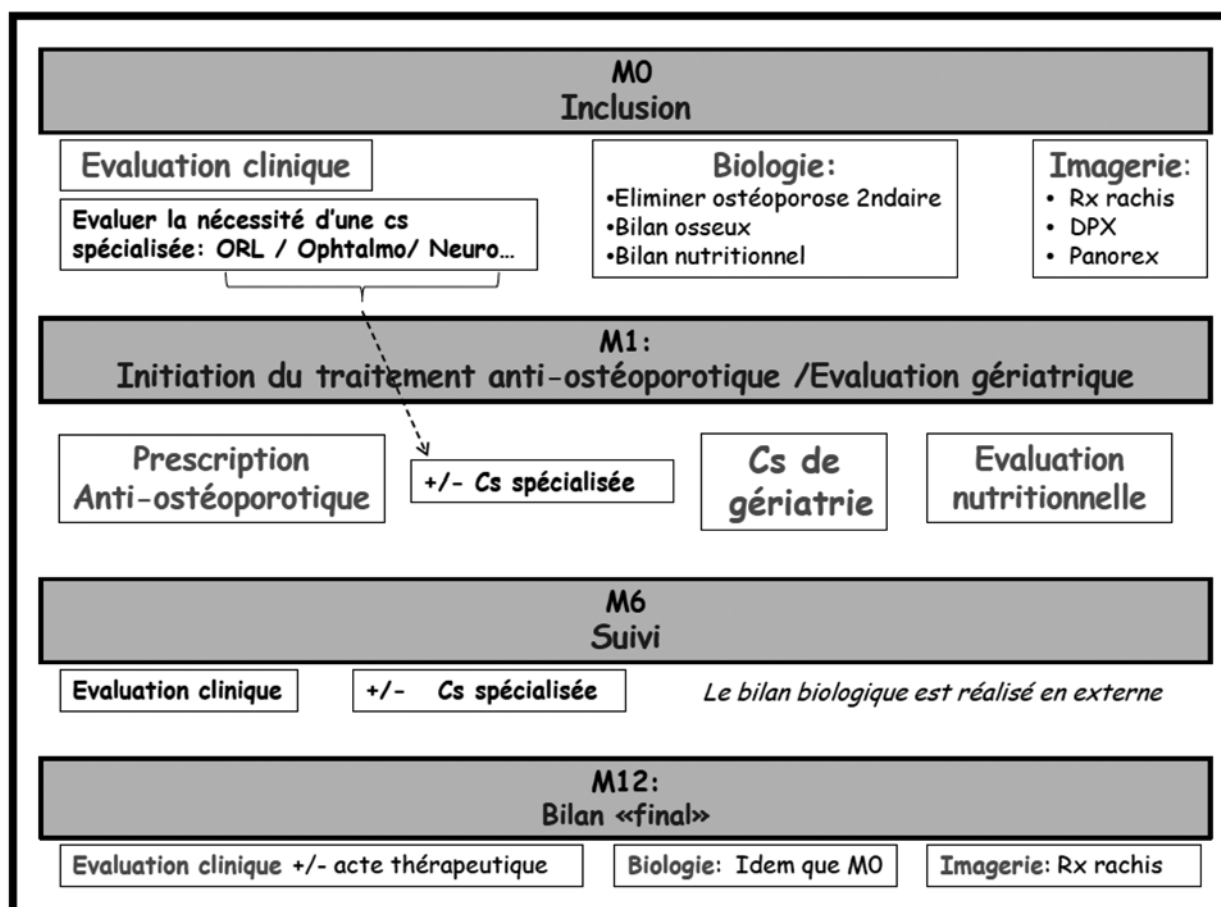 M0
Inclusion
Evaluation clinique
Evaluer la nécessité d'une cs
spécialisée: ORL / Ophtalmo/ Neuro...
Biologie:
•Eliminer ostéoporose 2ndaire
•Bilan osseux
•Bilan nutritionnel
Imagerie:
• Rx rachis
• DPX
• Panorex
M1:
Initiation du traitement anti-ostéoporotique /Evaluation gériatrique
Prescription
Anti-ostéoporotique
+/- Cs spécialisée
Cs de
gériatrie
Evaluation
nutritionnelle
M6
Suivi
Evaluation clinique
+/- Cs spécialisée
Le bilan biologique est réalisé en externe
M12:
Bilan «final»
Evaluation clinique +/- acte thérapeutique
Biologie: Idem que M0
Imagerie: Rx rachis